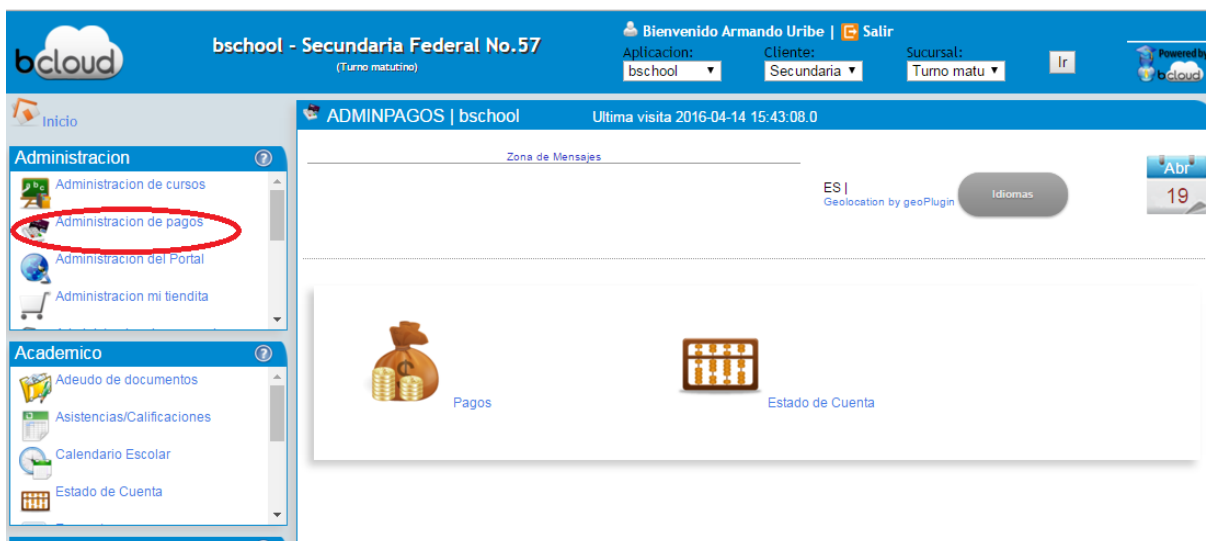 bcloud
bschool - Secundaria Federal No.57
(Turno matutino)
Bienvenido Armando Uribe | Salir
Aplicacion: Cliente: Sucursal:
bschool Secundaria Turno matu Ir
Powered by
bcloud
Inicio
ADMINPAGOS | bschool Ultima visita 2016-04-14 15:43:08.0
Administracion ?
Administracion de cursos
Administracion de pagos
Administracion del Portal
Administracion mi tiendita
Zona de Mensajes
ES |
Geolocation by geoPlugin
Idiomas
Abr
19
Pagos
Estado de Cuenta
Academico ?
Adeudo de documentos
Asistencias/Calificaciones
Calendario Escolar
Estado de Cuenta